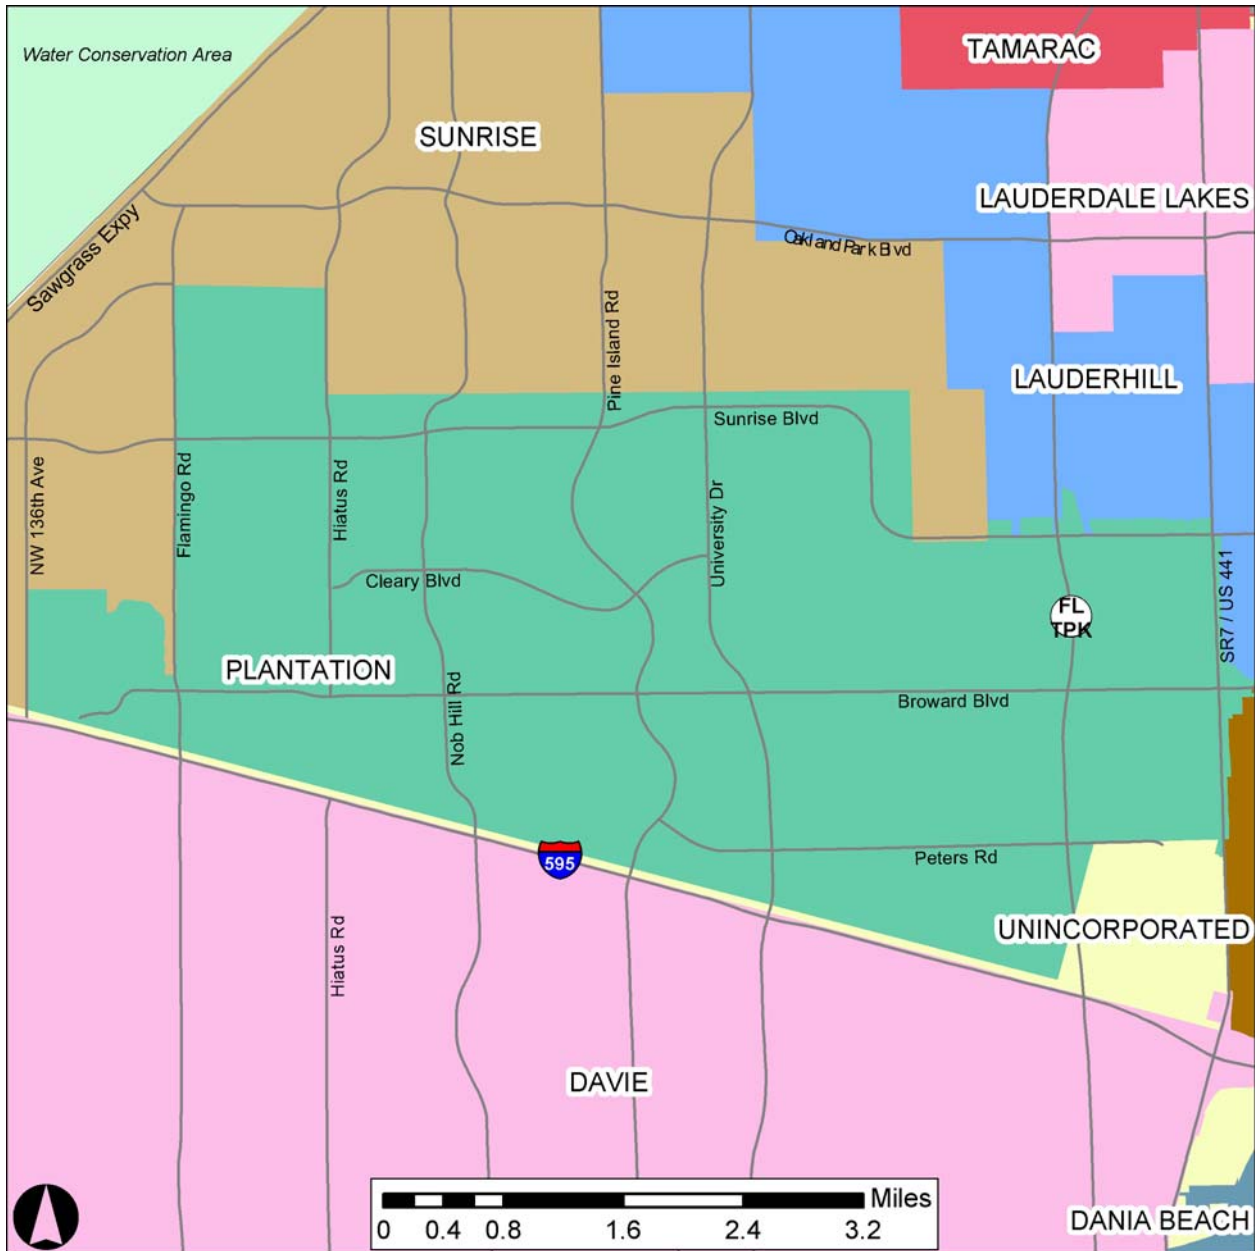 Water Conservation Area
TAMARAC
SUNRISE
LAUDERDALE LAKES
Sawgrass Expy
Oakland Park Blvd
Pine Island Rd
LAUDERHILL
Sunrise Blvd
NW 136th Ave
Flamingo Rd
Hiatus Rd
University Dr
Cleary Blvd
FL
TPK
SR7 / US 441
PLANTATION
Nob Hill Rd
Broward Blvd
595
Peters Rd
UNINCORPORATED
Hiatus Rd
DAVIE
Miles
0 0.4 0.8 1.6 2.4 3.2
DANIA BEACH